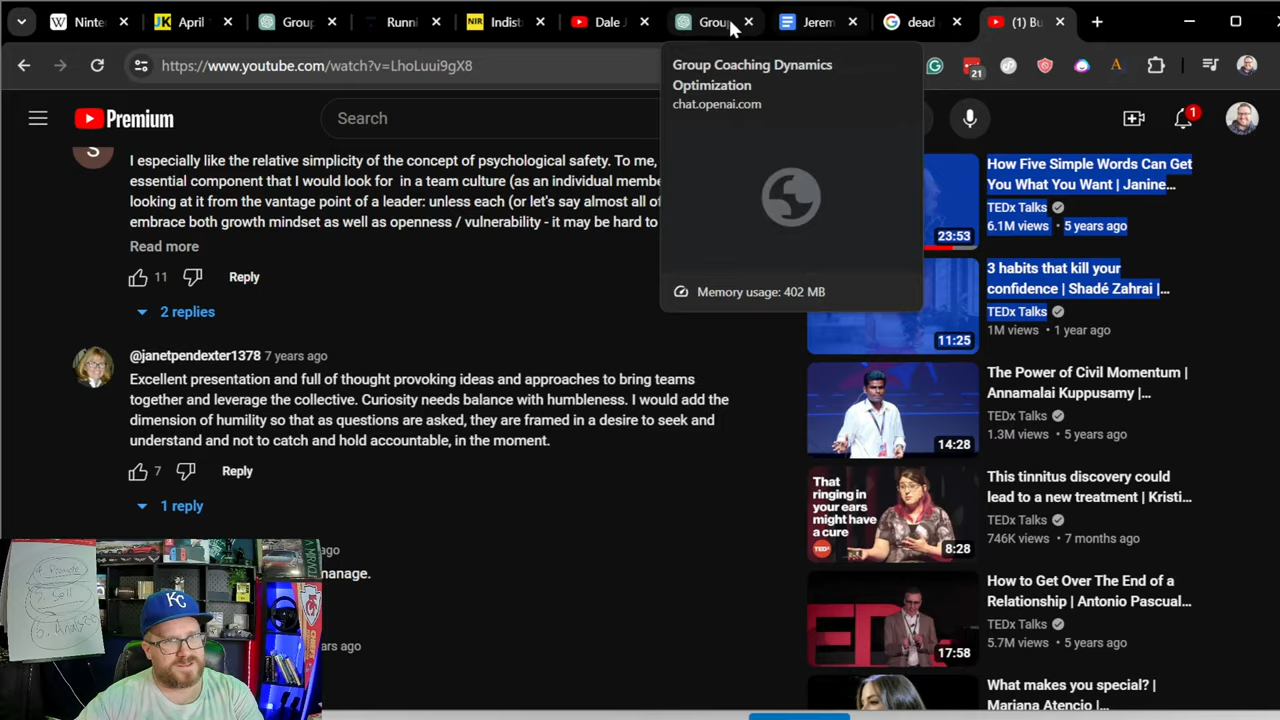 Ninte
April
Group
Runni
NIR
Indist
Dale J
Group
Jerem
dead
(1) Bu
https://www.youtube.com/watch?v=LhoLuui9gX8
21
Group Coaching Dynamics
Optimization
chat.openai.com
Memory usage: 402 MB
Premium
Search
1
S
I especially like the relative simplicity of the concept of psychological safety. To me,
essential component that I would look for in a team culture (as an individual membe
looking at it from the vantage point of a leader: unless each (or let's say almost all of
embrace both growth mindset as well as openness / vulnerability - it may be hard to
Read more
11
Reply
2 replies
@janetpendexter1378 7 years ago
Excellent presentation and full of thought provoking ideas and approaches to bring teams
together and leverage the collective. Curiosity needs balance with humbleness. I would add the
dimension of humility so that as questions are asked, they are framed in a desire to seek and
understand and not to catch and hold accountable, in the moment.
7
Reply
1 reply
ago
manage.
ars ago
Promote
Sell
KC
23:53
How Five Simple Words Can Get
You What You Want | Janine...
TEDx Talks
6.1M views • 5 years ago
11:25
3 habits that kill your
confidence | Shadé Zahrai |...
TEDx Talks
1M views • 1 year ago
14:28
The Power of Civil Momentum |
Annamalai Kuppusamy |...
TEDx Talks
1.3M views • 5 years ago
That
ringing in
your ears
might have
a cure
TEDx
8:28
This tinnitus discovery could
lead to a new treatment | Kristi...
TEDx Talks
746K views • 7 months ago
17:58
How to Get Over The End of a
Relationship | Antonio Pascual...
TEDx Talks
5.7M views • 5 years ago
What makes you special? |
Mariana Atencio |...